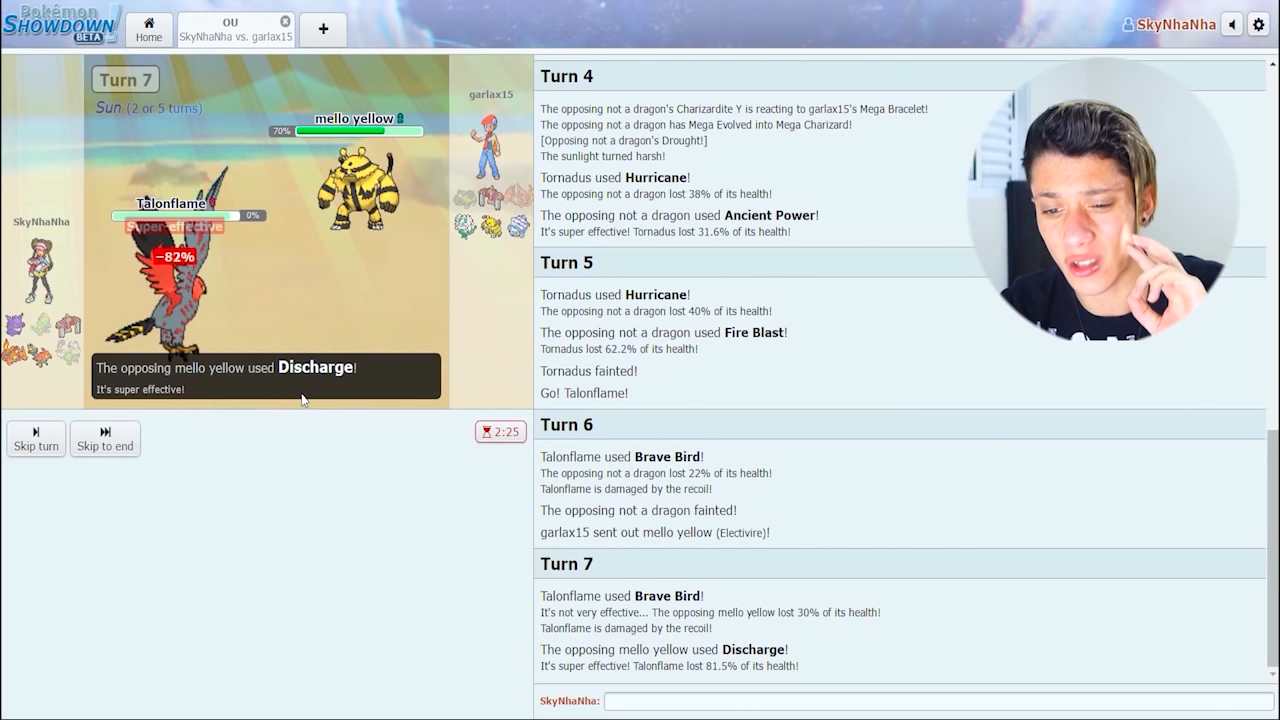 Pokémon
SHOWDOWN
BETA
Home
OU
SkyNhaNha vs. garlax15
+
SkyNhaNha
Turn 7
Sun (2 or 5 turns)
mello yellow
70%
garlax15
SkyNhaNha
Talonflame
0%
Super-effective
−82%
The opposing mello yellow used Discharge!
It's super effective!
Skip turn
Skip to end
2:25
Turn 4
The opposing not a dragon's Charizardite Y is reacting to garlax15's Mega Bracelet!
The opposing not a dragon has Mega Evolved into Mega Charizard!
[Opposing not a dragon's Drought!]
The sunlight turned harsh!
Tornadus used Hurricane!
The opposing not a dragon lost 38% of its health!
The opposing not a dragon used Ancient Power!
It's super effective! Tornadus lost 31.6% of its health!
Turn 5
Tornadus used Hurricane!
The opposing not a dragon lost 40% of its health!
The opposing not a dragon used Fire Blast!
Tornadus lost 62.2% of its health!
Tornadus fainted!
Go! Talonflame!
Turn 6
Talonflame used Brave Bird!
The opposing not a dragon lost 22% of its health!
Talonflame is damaged by the recoil!
The opposing not a dragon fainted!
garlax15 sent out mello yellow (Electivire)!
Turn 7
Talonflame used Brave Bird!
It's not very effective... The opposing mello yellow lost 30% of its health!
Talonflame is damaged by the recoil!
The opposing mello yellow used Discharge!
It's super effective! Talonflame lost 81.5% of its health!
SkyNhaNha: